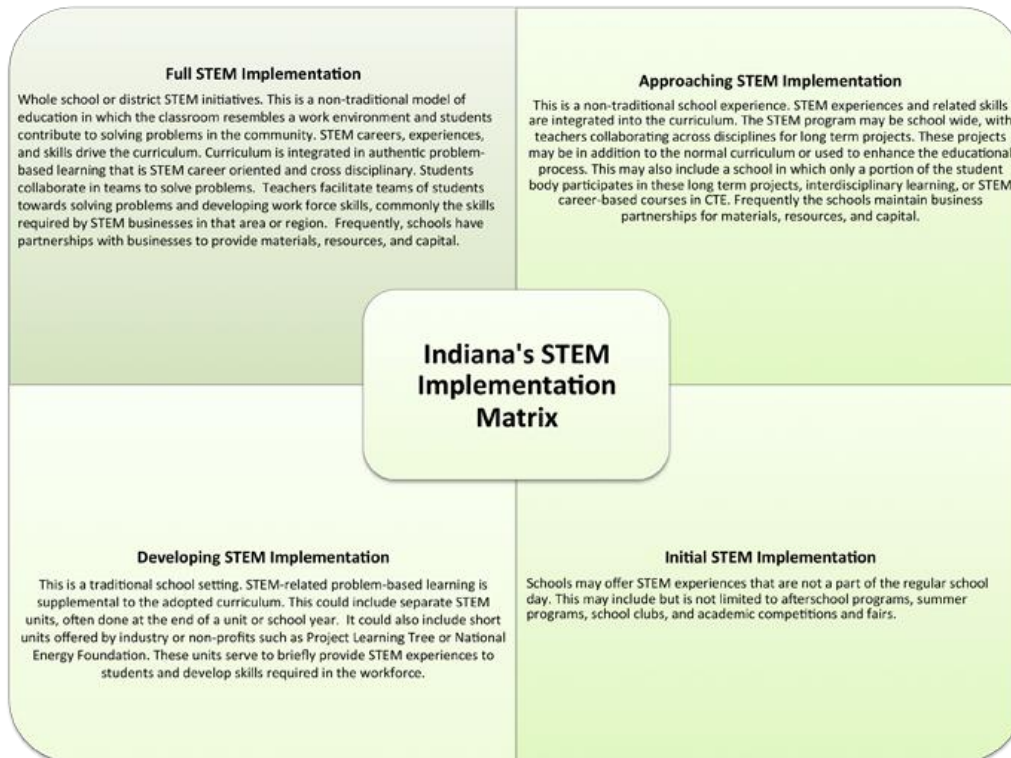 Full STEM Implementation
Whole school or district STEM initiatives. This is a non-traditional model of
education in which the classroom resembles a work environment and students
contribute to solving problems in the community. STEM careers, experiences,
and skills drive the curriculum. Curriculum is integrated in authentic problem-
based learning that is STEM career oriented and cross disciplinary. Students
collaborate in teams to solve problems. Teachers facilitate teams of students
towards solving problems and developing work force skills, commonly the skills
required by STEM businesses in that area or region. Frequently, schools have
partnerships with businesses to provide materials, resources, and capital.
Approaching STEM Implementation
This is a non-traditional school experience. STEM experiences and related skills
are integrated into the curriculum. The STEM program may be school wide, with
teachers collaborating across disciplines for long term projects. These projects
may be in addition to the normal curriculum or used to enhance the educational
process. This may also include a school in which only a portion of the student
body participates in these long term projects, interdisciplinary learning, or STEM
career-based courses in CTE. Frequently the schools maintain business
partnerships for materials, resources, and capital.
Indiana's STEM
Implementation
Matrix
Developing STEM Implementation
This is a traditional school setting. STEM-related problem-based learning is
supplemental to the adopted curriculum. This could include separate STEM
units, often done at the end of a unit or school year. It could also include short
units offered by industry or non-profits such as Project Learning Tree or National
Energy Foundation. These units serve to briefly provide STEM experiences to
students and develop skills required in the workforce.
Initial STEM Implementation
Schools may offer STEM experiences that are not a part of the regular school
day. This may include but is not limited to afterschool programs, summer
programs, school clubs, and academic competitions and fairs.